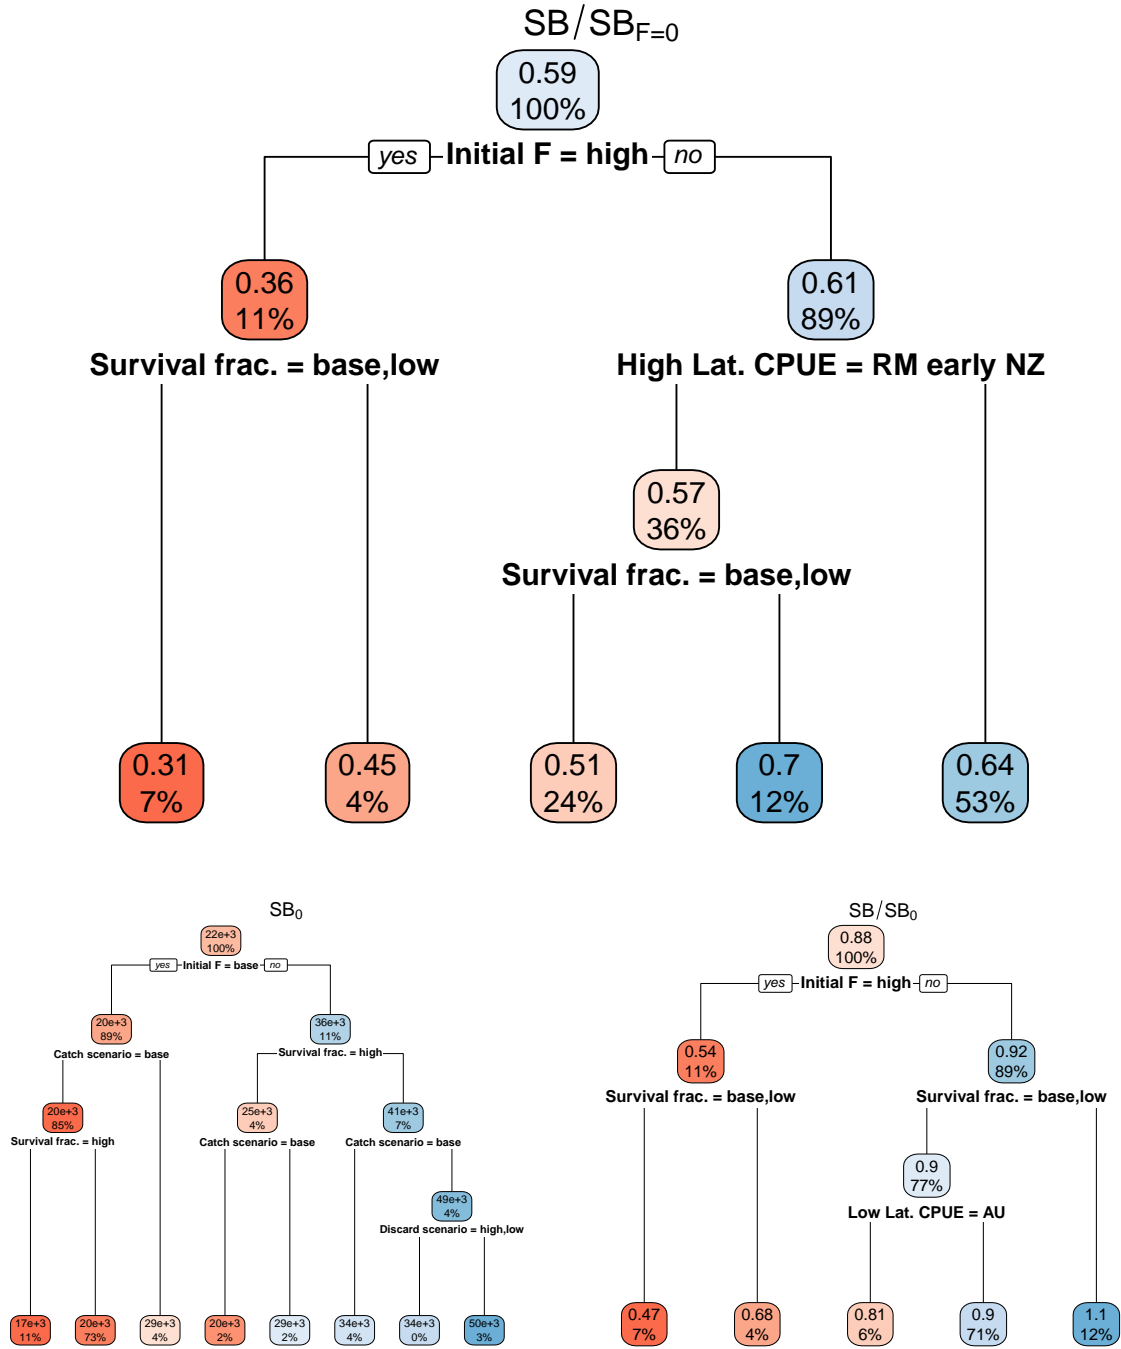 SB/SB_F=0
0.59
100%
yes Initial F = high no
0.36
11%
0.61
89%
Survival frac. = base,low
High Lat. CPUE = RM early NZ
0.57
36%
Survival frac. = base,low
0.31
7%
0.45
4%
0.51
24%
0.7
12%
0.64
53%
SB0
22e+3
100%
yes Initial F = base no
20e+3
89%
36e+3
11%
Catch scenario = base
Survival frac. = high
20e+3
85%
25e+3
4%
41e+3
7%
Survival frac. = high
Catch scenario = base
Catch scenario = base
49e+3
4%
Discard scenario = high,low
17e+3
11%
20e+3
73%
29e+3
4%
20e+3
2%
29e+3
2%
34e+3
4%
34e+3
0%
50e+3
3%
SB/SB0
0.88
100%
yes Initial F = high no
0.54
11%
0.92
89%
Survival frac. = base,low
Survival frac. = base,low
0.9
77%
Low Lat. CPUE = AU
0.47
7%
0.68
4%
0.81
6%
0.9
71%
1.1
12%